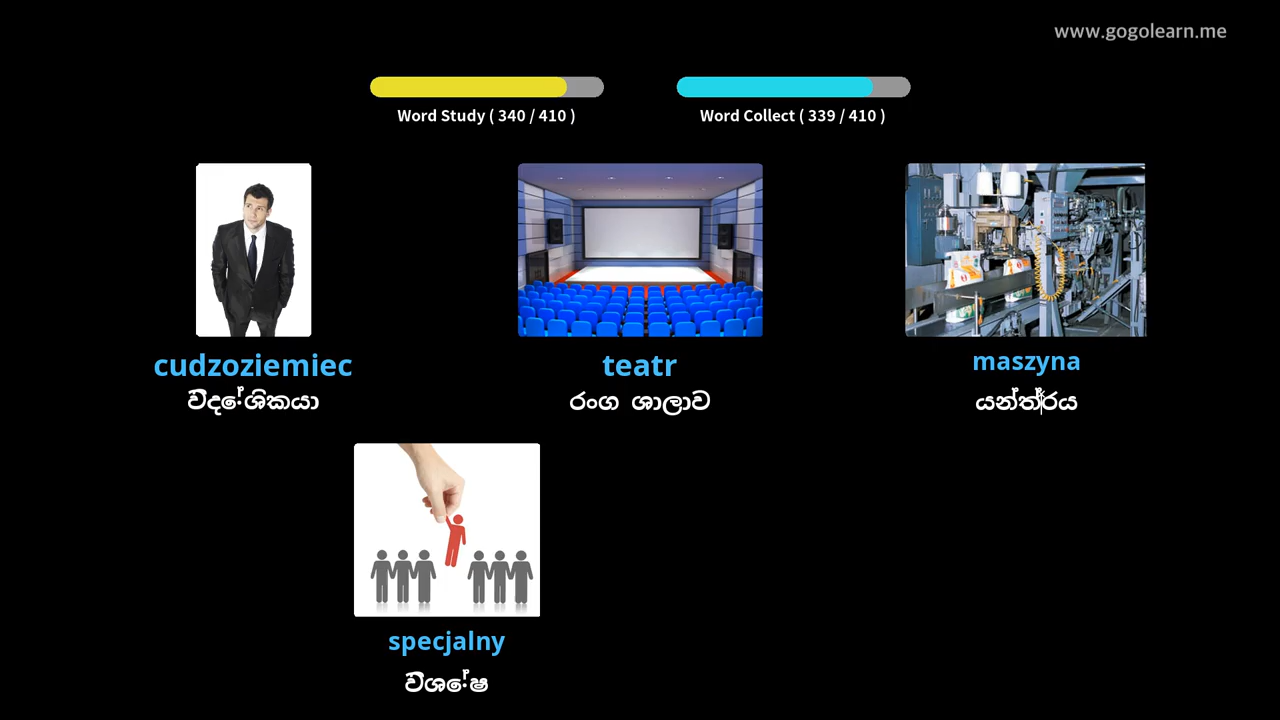 www.gogolearn.me
Word Study ( 340 / 410 )
Word Collect ( 339 / 410 )
cudzoziemiec
teatr
maszyna
විදේශිකයා
රංග ශාලාව
යන්ත්‍රය
specjalny
විශේෂ